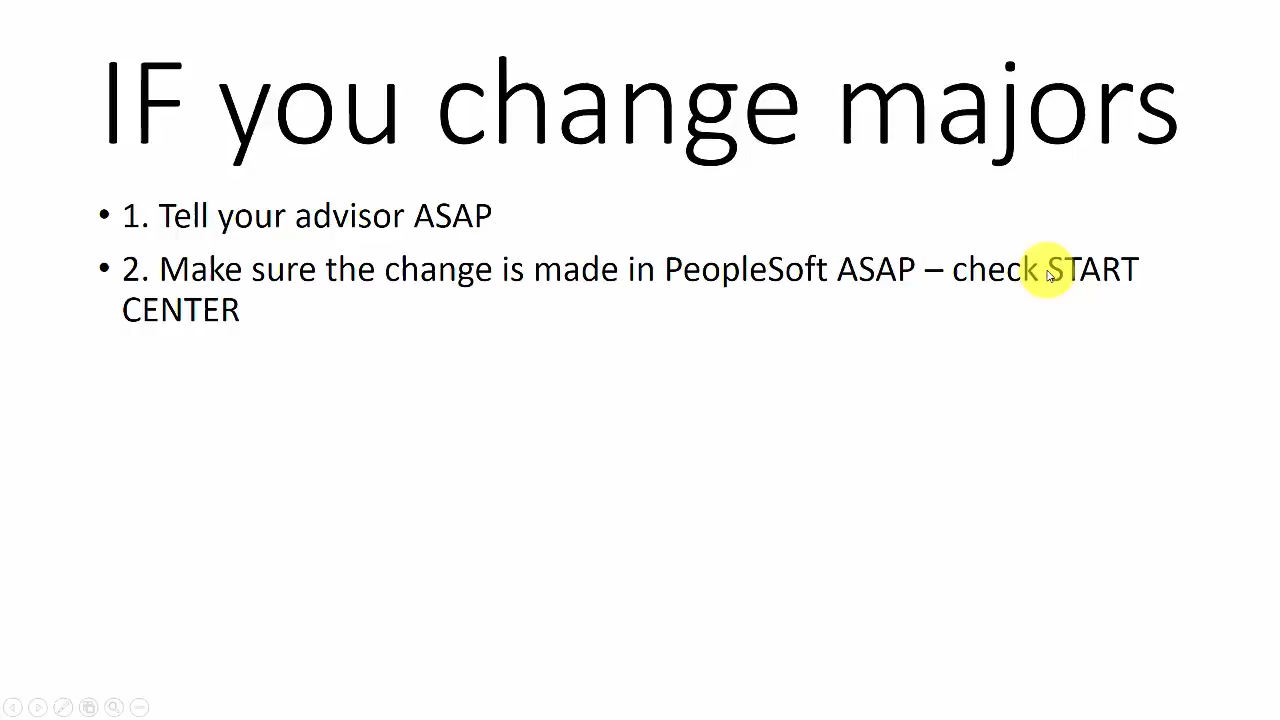 IF you change majors
• 1. Tell your advisor ASAP
• 2. Make sure the change is made in PeopleSoft ASAP – check START
CENTER